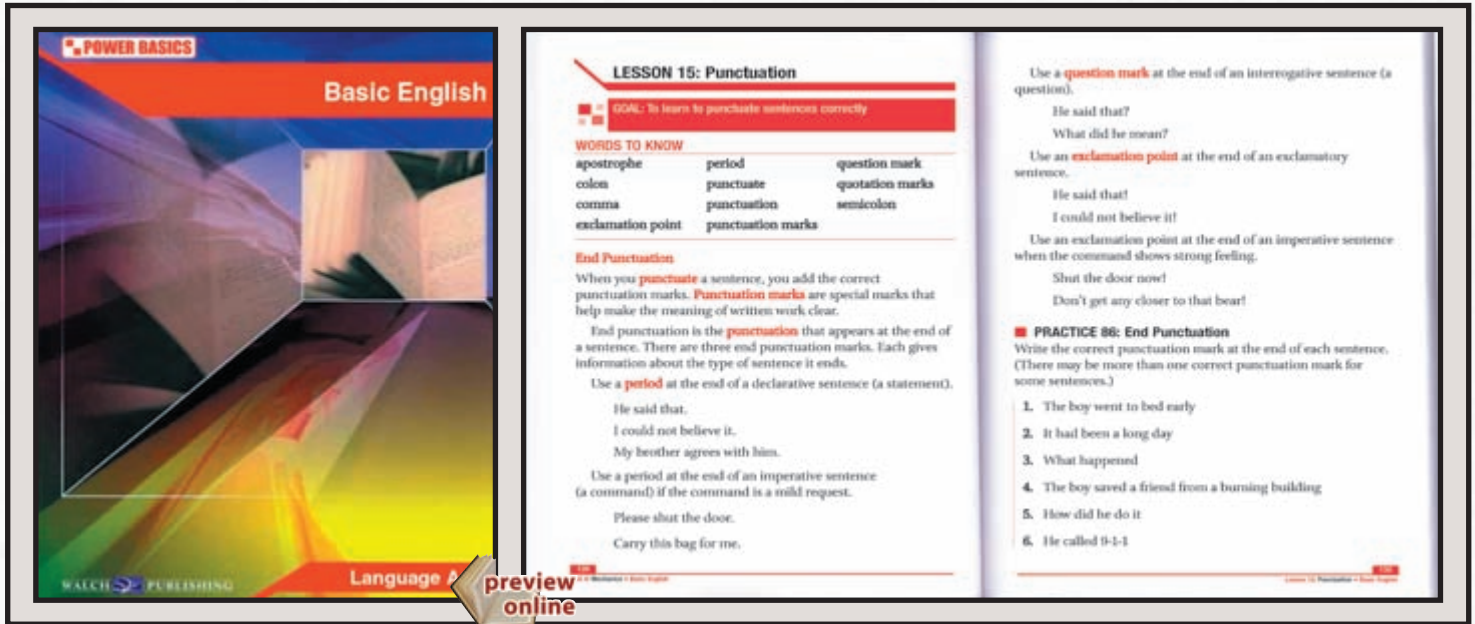 POWER BASICS
Basic English
WALCH PUBLISHING
Language A
preview
online
LESSON 15: Punctuation
GOAL: To learn to punctuate sentences correctly
WORDS TO KNOW
apostrophe period question mark
colon punctuate quotation marks
comma punctuation semicolon
exclamation point punctuation marks
End Punctuation
When you punctuate a sentence, you add the correct
punctuation marks. Punctuation marks are special marks that
help make the meaning of written work clear.
End punctuation is the punctuation that appears at the end of
a sentence. There are three end punctuation marks. Each gives
information about the type of sentence it ends.
Use a period at the end of a declarative sentence (a statement).
He said that.
I could not believe it.
My brother agrees with him.
Use a period at the end of an imperative sentence
(a command) if the command is a mild request.
Please shut the door.
Carry this bag for me.
Mechanics • Basic English
Use a question mark at the end of an interrogative sentence (a
question).
He said that?
What did he mean?
Use an exclamation point at the end of an exclamatory
sentence.
He said that!
I could not believe it!
Use an exclamation point at the end of an imperative sentence
when the command shows strong feeling.
Shut the door now!
Don't get any closer to that bear!
PRACTICE 86: End Punctuation
Write the correct punctuation mark at the end of each sentence.
(There may be more than one correct punctuation mark for
some sentences.)
1. The boy went to bed early
2. It had been a long day
3. What happened
4. The boy saved a friend from a burning building
5. How did he do it
6. He called 9-1-1
Lesson 15: Punctuation • Basic English